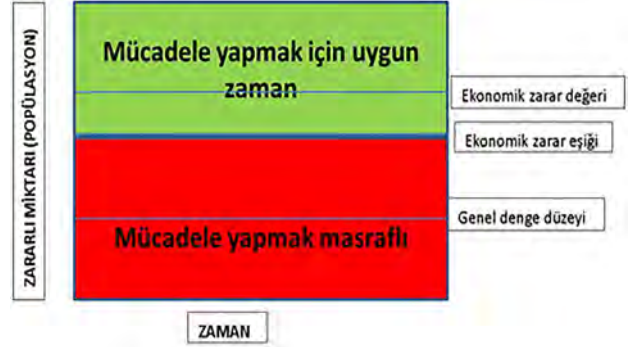 ZARARLI MİKTARI (POPÜLASYON)
Mücadele yapmak için uygun
zaman
Ekonomik zarar değeri
Ekonomik zarar eşiği
Genel denge düzeyi
Mücadele yapmak masraflı
ZAMAN